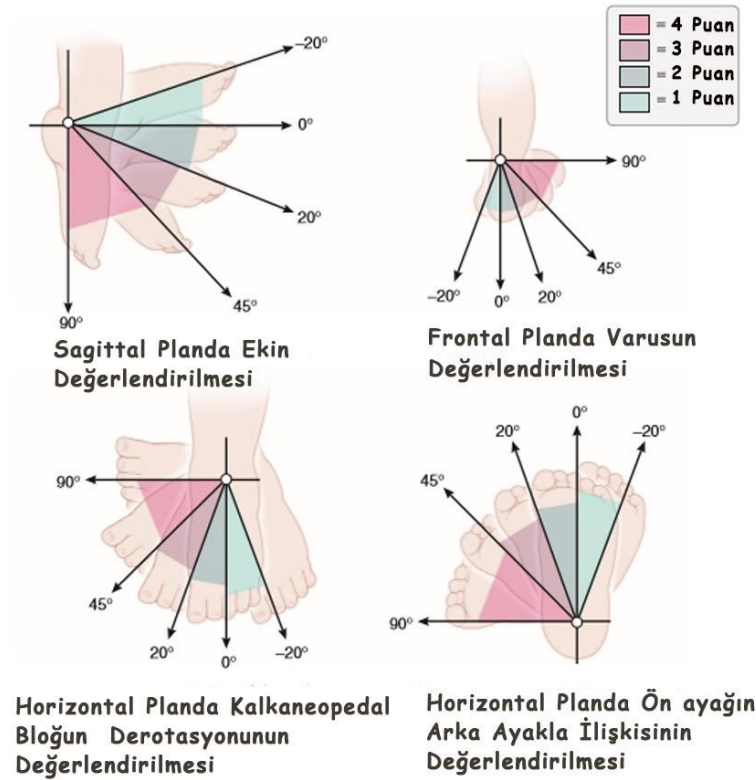 = 4 Puan
= 3 Puan
= 2 Puan
= 1 Puan
–20°
0°
20°
45°
90°
Sagittal Planda Ekin
Değerlendirilmesi
90°
45°
20°
0°
–20°
Frontal Planda Varusun
Değerlendirilmesi
90°
45°
20°
0°
–20°
Horizontal Planda Kalkaneopedal
Bloğun Derotasyonunun
Değerlendirilmesi
0°
20°
–20°
45°
90°
Horizontal Planda Ön ayağın
Arka Ayakla İlişkisinin
Değerlendirilmesi